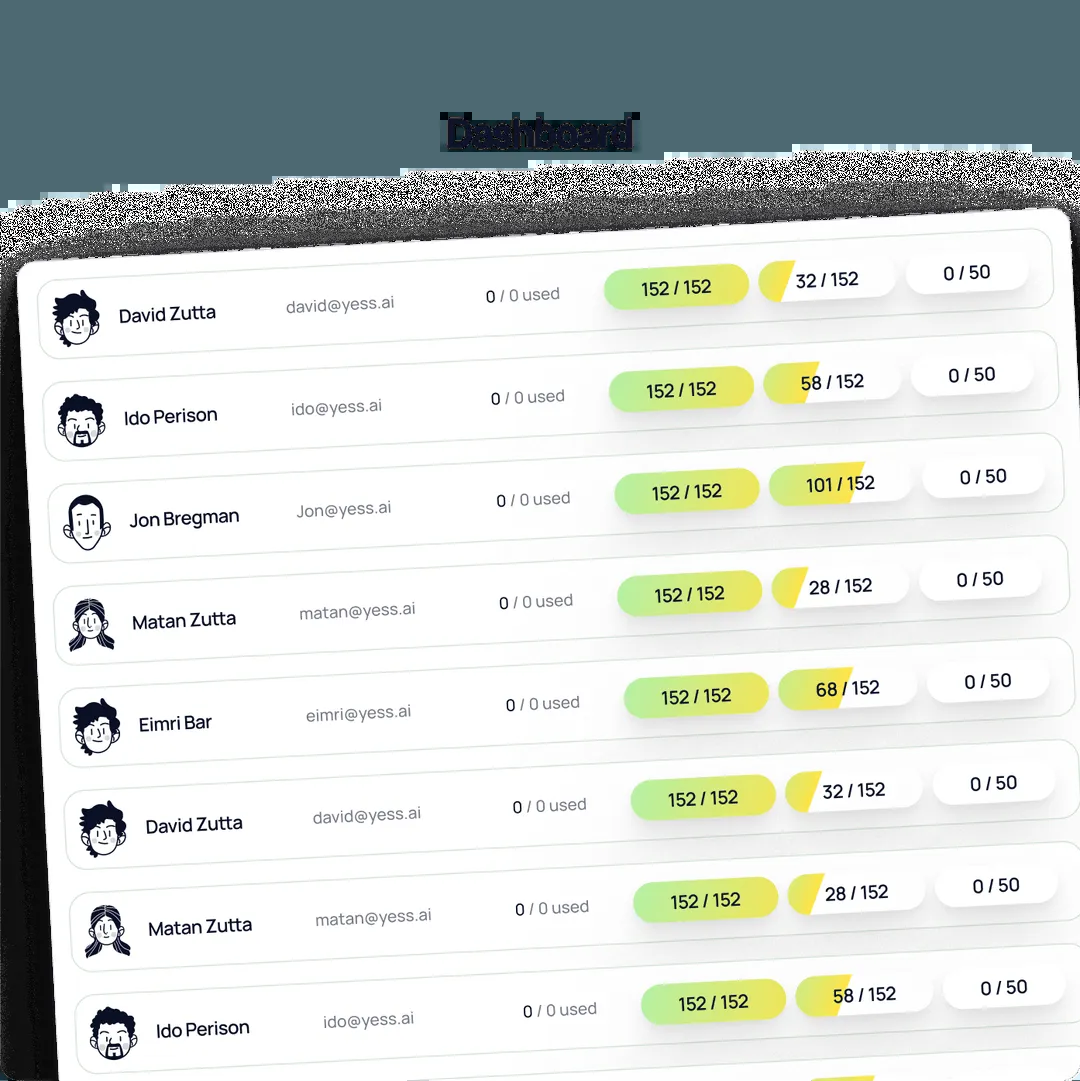 Dashboard
David Zutta david@yess.ai 0 / 0 used 152 / 152 32 / 152 0 / 50
Ido Perison ido@yess.ai 0 / 0 used 152 / 152 58 / 152 0 / 50
Jon Bregman Jon@yess.ai 0 / 0 used 152 / 152 101 / 152 0 / 50
Matan Zutta matan@yess.ai 0 / 0 used 152 / 152 28 / 152 0 / 50
Eimri Bar eimri@yess.ai 0 / 0 used 152 / 152 68 / 152 0 / 50
David Zutta david@yess.ai 0 / 0 used 152 / 152 32 / 152 0 / 50
Matan Zutta matan@yess.ai 0 / 0 used 152 / 152 28 / 152 0 / 50
Ido Perison ido@yess.ai 0 / 0 used 152 / 152 58 / 152 0 / 50